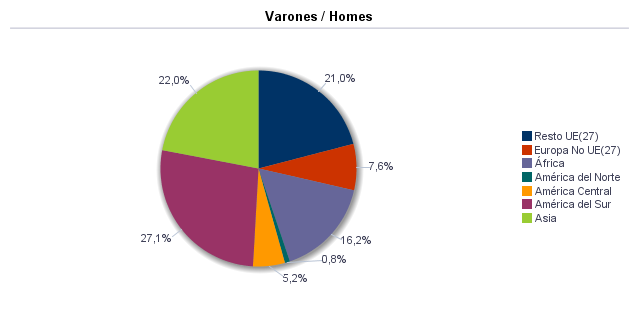 Varones / Homes
22,0%
21,0%
7,6%
16,2%
0,8%
5,2%
27,1%
Resto UE(27)
Europa No UE(27)
África
América del Norte
América Central
América del Sur
Asia